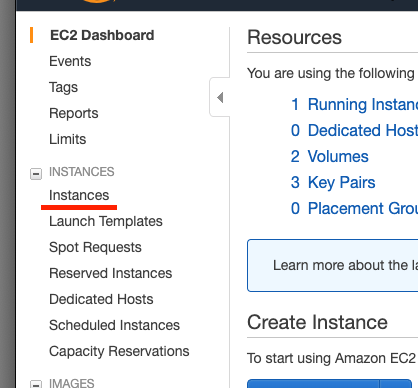 EC2 Dashboard
Events
Tags
Reports
Limits
INSTANCES
Instances
Launch Templates
Spot Requests
Reserved Instances
Dedicated Hosts
Scheduled Instances
Capacity Reservations
IMAGES
Resources
You are using the following
1 Running Instanc
0 Dedicated Host
2 Volumes
3 Key Pairs
0 Placement Grou
Learn more about the la
Create Instance
To start using Amazon EC2